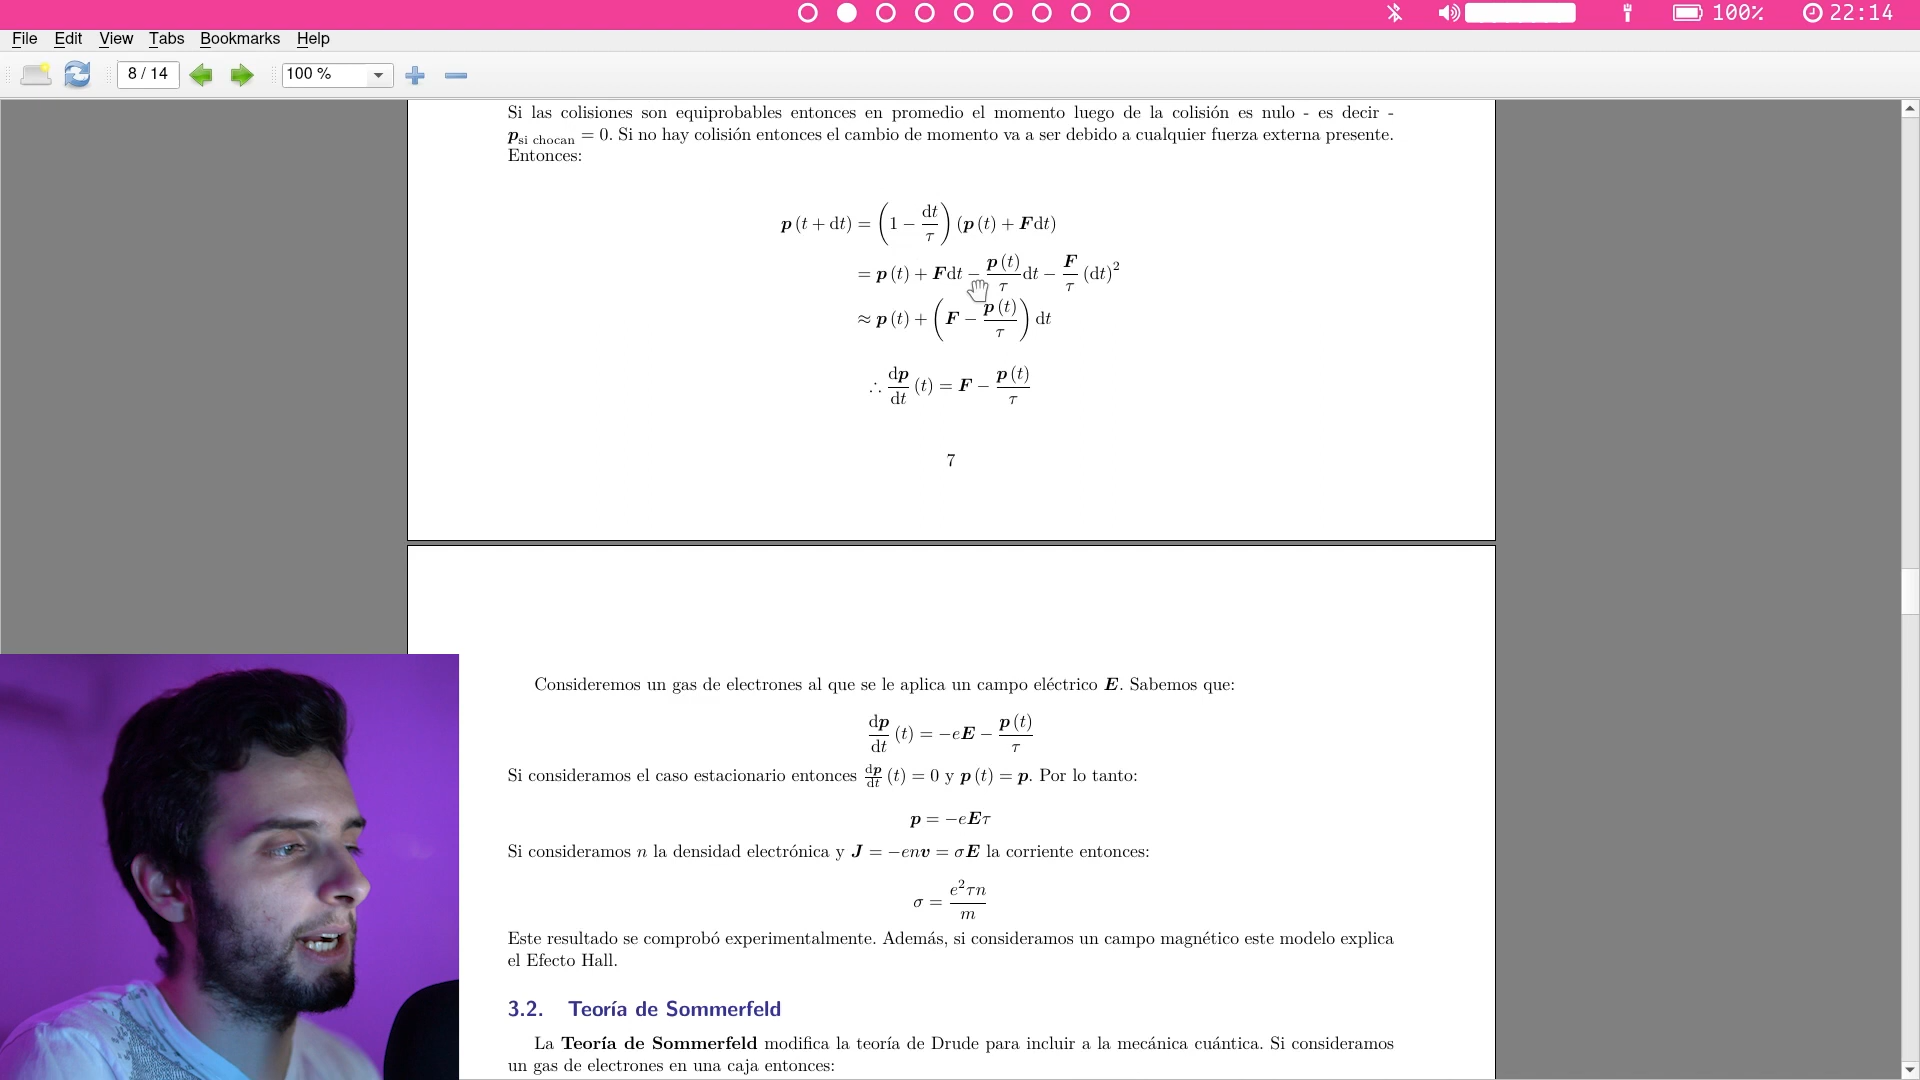 100% 22:14
File Edit View Tabs Bookmarks Help
8 / 14 100 %
Si las colisiones son equiprobables entonces en promedio el momento luego de la colisión es nulo - es decir -
p_si chocan = 0. Si no hay colisión entonces el cambio de momento va a ser debido a cualquier fuerza externa presente.
Entonces:
p (t + dt) = (1 − dt/τ) (p (t) + Fdt)
= p (t) + Fdt − p (t)/τ dt − F/τ (dt)²
≈ p (t) + (F − p (t)/τ) dt
∴ dp/dt (t) = F − p (t)/τ
7
Consideremos un gas de electrones al que se le aplica un campo eléctrico E. Sabemos que:
dp/dt (t) = −eE − p (t)/τ
Si consideramos el caso estacionario entonces dp/dt (t) = 0 y p (t) = p. Por lo tanto:
p = −eEτ
Si consideramos n la densidad electrónica y J = −env = σE la corriente entonces:
σ = e²τn/m
Este resultado se comprobó experimentalmente. Además, si consideramos un campo magnético este modelo explica
el Efecto Hall.
3.2. Teoría de Sommerfeld
La Teoría de Sommerfeld modifica la teoría de Drude para incluir a la mecánica cuántica. Si consideramos
un gas de electrones en una caja entonces: